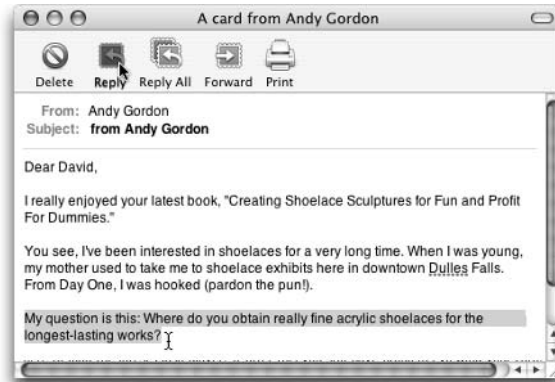 A card from Andy Gordon
Delete Reply Reply All Forward Print
From: Andy Gordon
Subject: from Andy Gordon
Dear David,
I really enjoyed your latest book, "Creating Shoelace Sculptures for Fun and Profit
For Dummies."
You see, I've been interested in shoelaces for a very long time. When I was young,
my mother used to take me to shoelace exhibits here in downtown Dulles Falls.
From Day One, I was hooked (pardon the pun!).
My question is this: Where do you obtain really fine acrylic shoelaces for the
longest-lasting works?